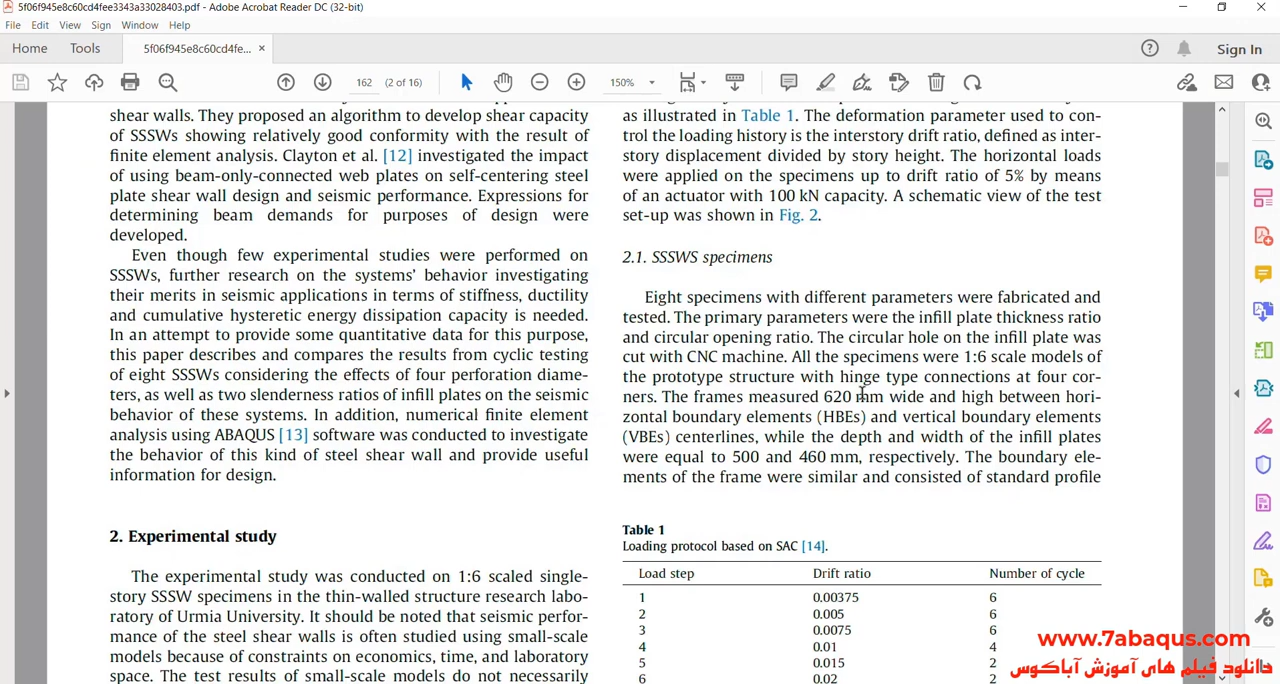 5f06f945e8c60cd4fee3343a33028403.pdf - Adobe Acrobat Reader DC (32-bit)
File Edit View Sign Window Help
Home Tools 5f06f945e8c60cd4fe... × Sign In
162 (2 of 16) 150%
shear walls. They proposed an algorithm to develop shear capacity
of SSSWs showing relatively good conformity with the result of
finite element analysis. Clayton et al. [12] investigated the impact
of using beam-only-connected web plates on self-centering steel
plate shear wall design and seismic performance. Expressions for
determining beam demands for purposes of design were
developed.
Even though few experimental studies were performed on
SSSWs, further research on the systems' behavior investigating
their merits in seismic applications in terms of stiffness, ductility
and cumulative hysteretic energy dissipation capacity is needed.
In an attempt to provide some quantitative data for this purpose,
this paper describes and compares the results from cyclic testing
of eight SSSWs considering the effects of four perforation diame-
ters, as well as two slenderness ratios of infill plates on the seismic
behavior of these systems. In addition, numerical finite element
analysis using ABAQUS [13] software was conducted to investigate
the behavior of this kind of steel shear wall and provide useful
information for design.
2. Experimental study
The experimental study was conducted on 1:6 scaled single-
story SSSW specimens in the thin-walled structure research labo-
ratory of Urmia University. It should be noted that seismic perfor-
mance of the steel shear walls is often studied using small-scale
models because of constraints on economics, time, and laboratory
space. The test results of small-scale models do not necessarily
as illustrated in Table 1. The deformation parameter used to con-
trol the loading history is the interstory drift ratio, defined as inter-
story displacement divided by story height. The horizontal loads
were applied on the specimens up to drift ratio of 5% by means
of an actuator with 100 kN capacity. A schematic view of the test
set-up was shown in Fig. 2.
2.1. SSSWS specimens
Eight specimens with different parameters were fabricated and
tested. The primary parameters were the infill plate thickness ratio
and circular opening ratio. The circular hole on the infill plate was
cut with CNC machine. All the specimens were 1:6 scale models of
the prototype structure with hinge type connections at four cor-
ners. The frames measured 620 mm wide and high between hori-
zontal boundary elements (HBEs) and vertical boundary elements
(VBEs) centerlines, while the depth and width of the infill plates
were equal to 500 and 460 mm, respectively. The boundary ele-
ments of the frame were similar and consisted of standard profile
Table 1
Loading protocol based on SAC [14].
Load step Drift ratio Number of cycle
1 0.00375 6
2 0.005 6
3 0.0075 6
4 0.01 4
5 0.015 2
6 0.02 2
www.7abaqus.com
دانلود فیلم های آموزش آباکوس